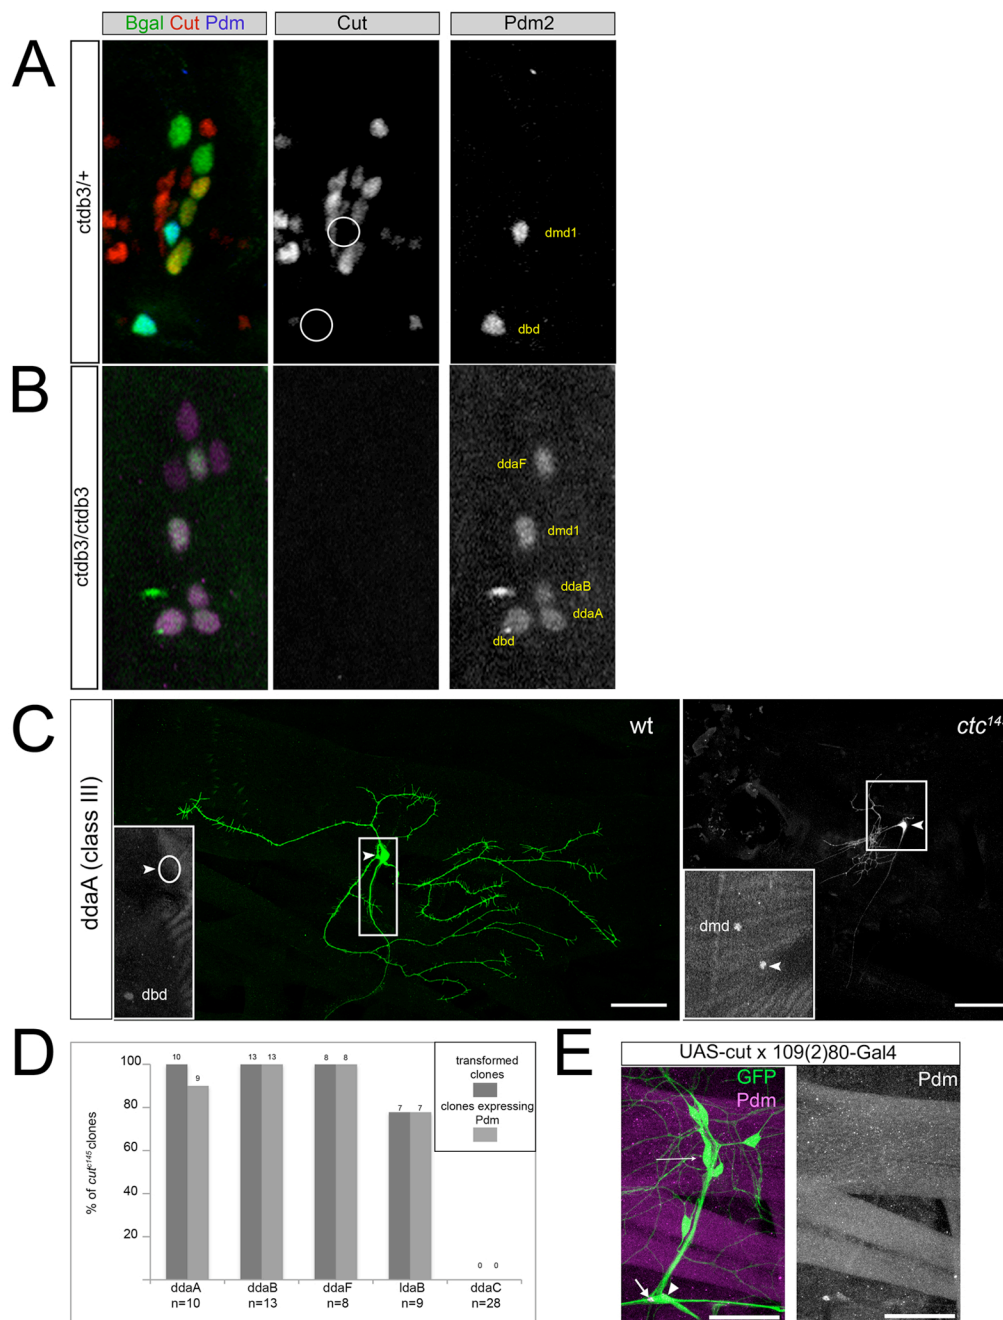 Bgal Cut Pdm
Cut
Pdm2
A
ctdb3/+
dmd1
dbd
B
ctdb3/ctdb3
ddaF
dmd1
ddaB
ddaA
dbd
C
ddaA (class III)
wt
dbd
ctc¹⁴
dmd
D
% of cutᶜ¹⁴⁵ clones
100
80
60
40
20
10
9
13 13
8 8
7 7
0 0
transformed
clones
clones expressing
Pdm
ddaA
n=10
ddaB
n=13
ddaF
n=8
ldaB
n=9
ddaC
n=28
E
UAS-cut x 109(2)80-Gal4
GFP
Pdm
Pdm